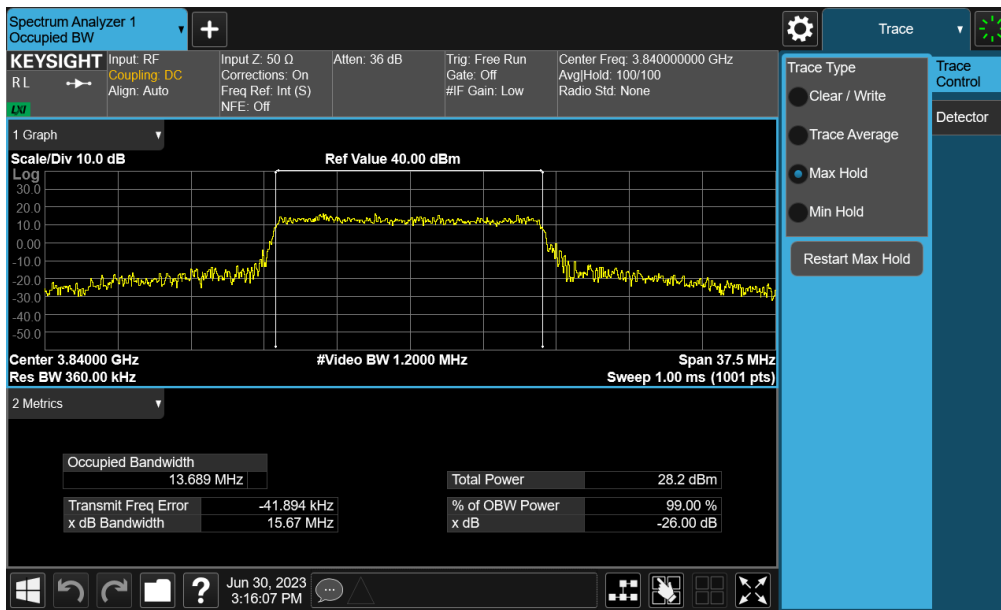 Spectrum Analyzer 1
Occupied BW
Trace
KEYSIGHT
R L
LXI
Input: RF
Coupling: DC
Align: Auto
Input Z: 50 Ω
Corrections: On
Freq Ref: Int (S)
NFE: Off
Atten: 36 dB
Trig: Free Run
Gate: Off
#IF Gain: Low
Center Freq: 3.840000000 GHz
Avg|Hold: 100/100
Radio Std: None
Trace Type
Clear / Write
Trace Average
Max Hold
Min Hold
Restart Max Hold
Trace
Control
Detector
1 Graph
Scale/Div 10.0 dB
Ref Value 40.00 dBm
Log
30.0
20.0
10.0
0.00
-10.0
-20.0
-30.0
-40.0
-50.0
Center 3.84000 GHz
#Video BW 1.2000 MHz
Span 37.5 MHz
Res BW 360.00 kHz
Sweep 1.00 ms (1001 pts)
2 Metrics
Occupied Bandwidth
13.689 MHz
Total Power 28.2 dBm
Transmit Freq Error -41.894 kHz
% of OBW Power 99.00 %
x dB Bandwidth 15.67 MHz
x dB -26.00 dB
?
Jun 30, 2023
3:16:07 PM